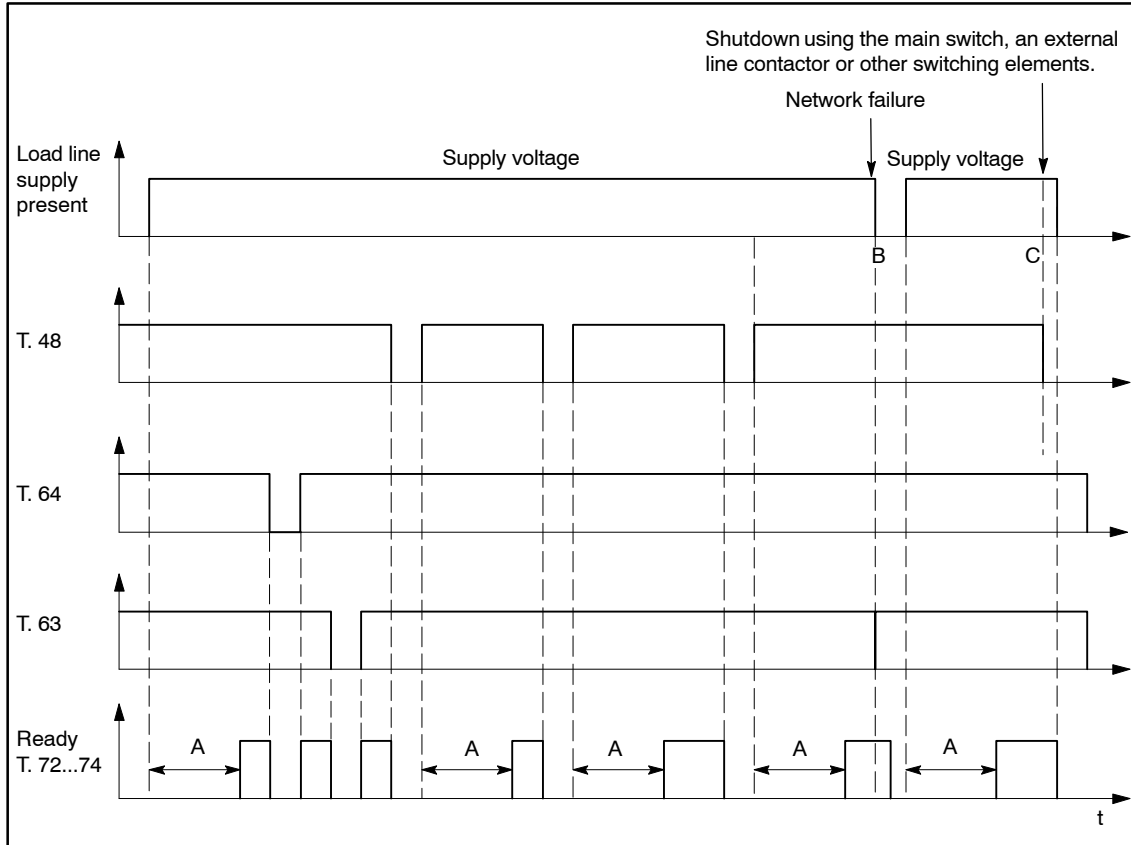 Shutdown using the main switch, an external
line contactor or other switching elements.
Network failure
Load line
supply
present
Supply voltage
Supply voltage
B
C
T. 48
T. 64
T. 63
Ready
T. 72...74
A
A
A
A
A
t